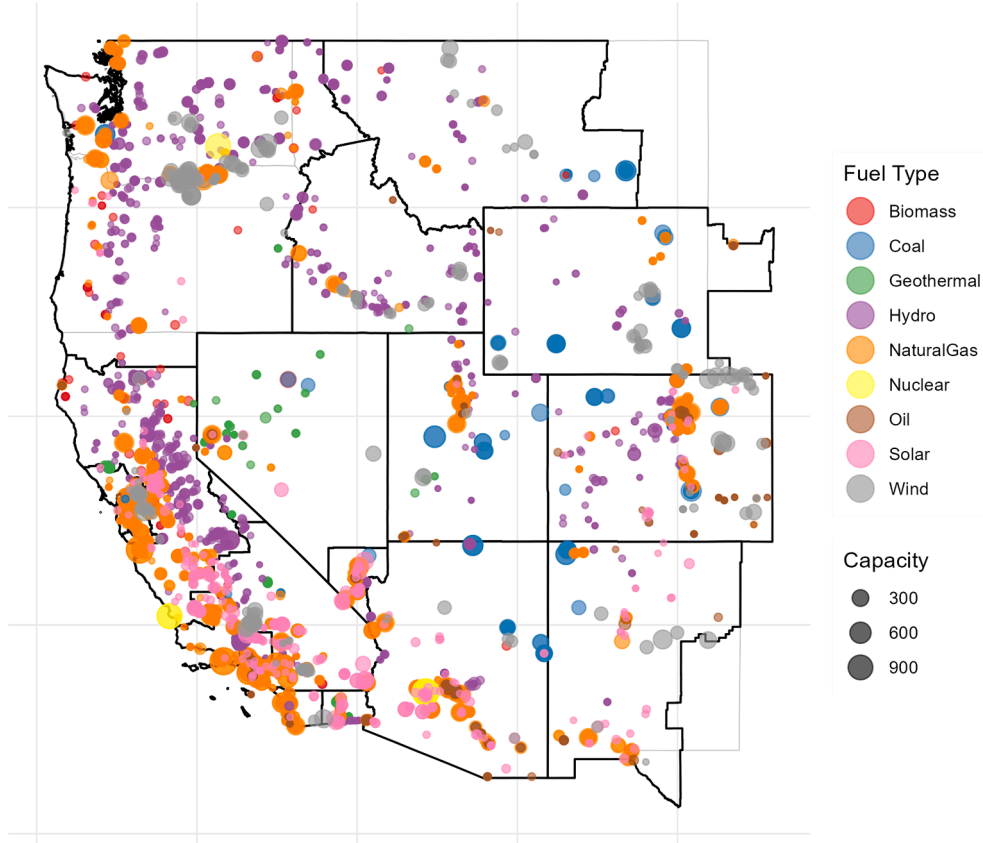 Fuel Type
Biomass
Coal
Geothermal
Hydro
NaturalGas
Nuclear
Oil
Solar
Wind
Capacity
300
600
900